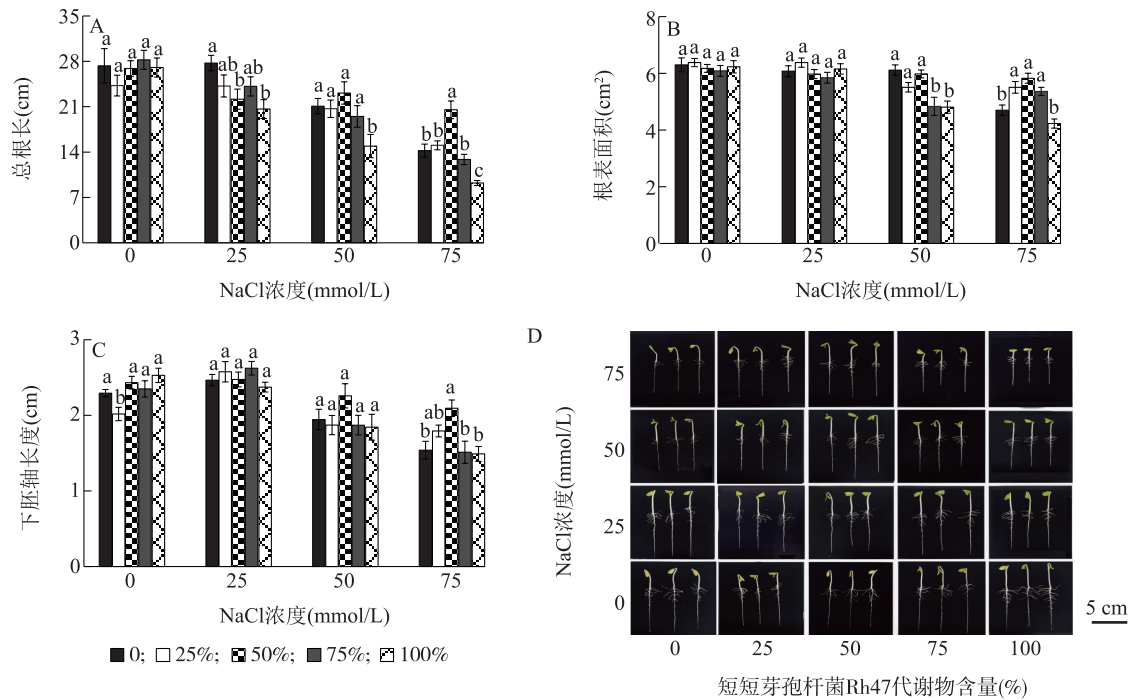 A
总根长(cm)
35
28
21
14
7
0
a a a a a
a ab b ab b
a a a a b
b b a b c
0 25 50 75
NaCl浓度(mmol/L)
B
根表面积(cm²)
8
6
4
2
0
a a a a a
a a a a a
a a a b b
b a a a b
0 25 50 75
NaCl浓度(mmol/L)
C
下胚轴长度(cm)
3
2
1
0
a b a a a
a a a a a
a a a a a
b ab a b b
0 25 50 75
NaCl浓度(mmol/L)
0; 25%; 50%; 75%; 100%
D
NaCl浓度(mmol/L)
75
50
25
0
5 cm
0 25 50 75 100
短短芽孢杆菌Rh47代谢物含量(%)